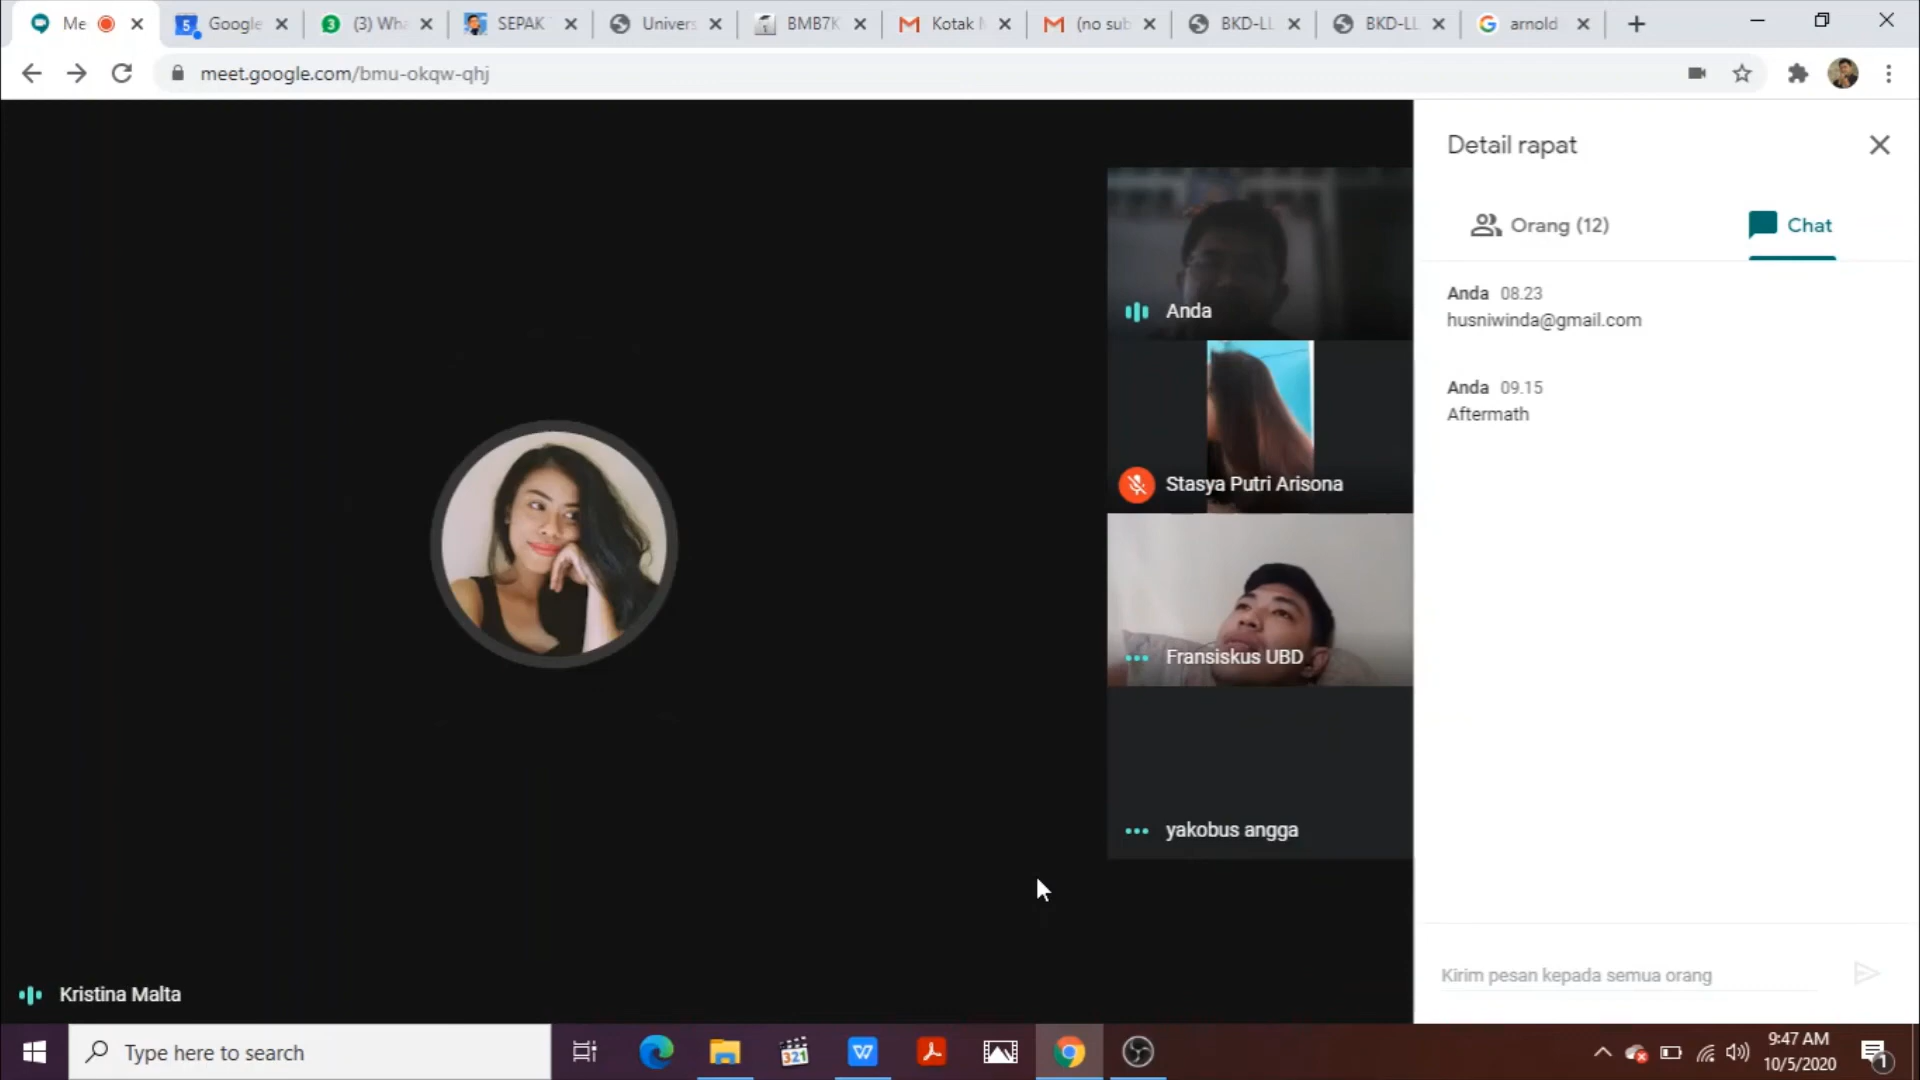 Me
Google
(3) Wha
SEPAK
Univers
BMB7K
Kotak M
(no sub
BKD-LL
BKD-LL
arnold
meet.google.com/bmu-okqw-qhj
Detail rapat
Orang (12)
Chat
Anda 08.23
husniwinda@gmail.com
Anda 09.15
Aftermath
Anda
Stasya Putri Arisona
Fransiskus UBD
yakobus angga
Kristina Malta
Kirim pesan kepada semua orang
Type here to search
321
9:47 AM
10/5/2020
1